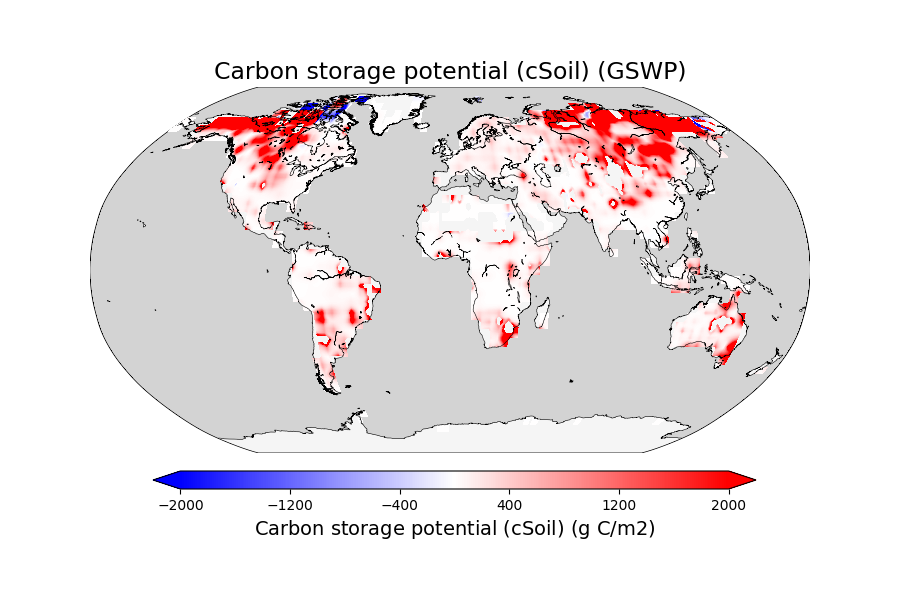 Carbon storage potential (cSoil) (GSWP)
−2000 −1200 −400 400 1200 2000
Carbon storage potential (cSoil) (g C/m2)